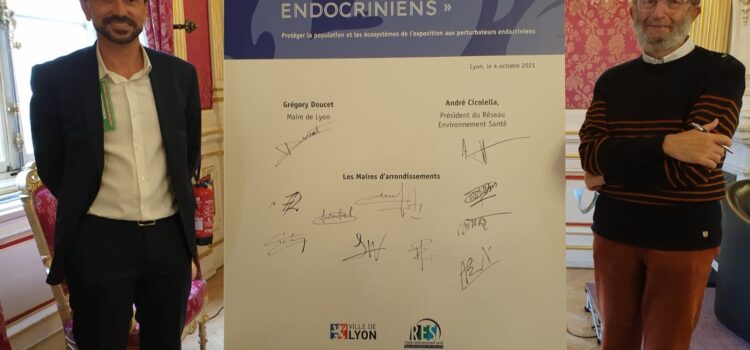 ENDOCRINIENS »
Protéger la population et les écosystèmes de l'exposition aux perturbateurs endocriniens
Lyon, le 4 octobre 2021
Grégory Doucet
Maire de Lyon
André Cicolella,
Président du Réseau
Environnement Santé
Les Maires d'arrondissements
VILLE DE
LYON
RES